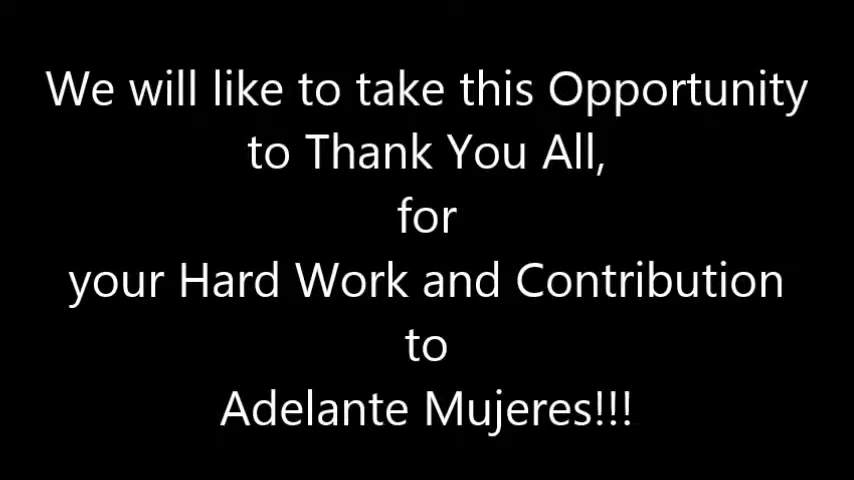 We will like to take this Opportunity
to Thank You All,
for
your Hard Work and Contribution
to
Adelante Mujeres!!!